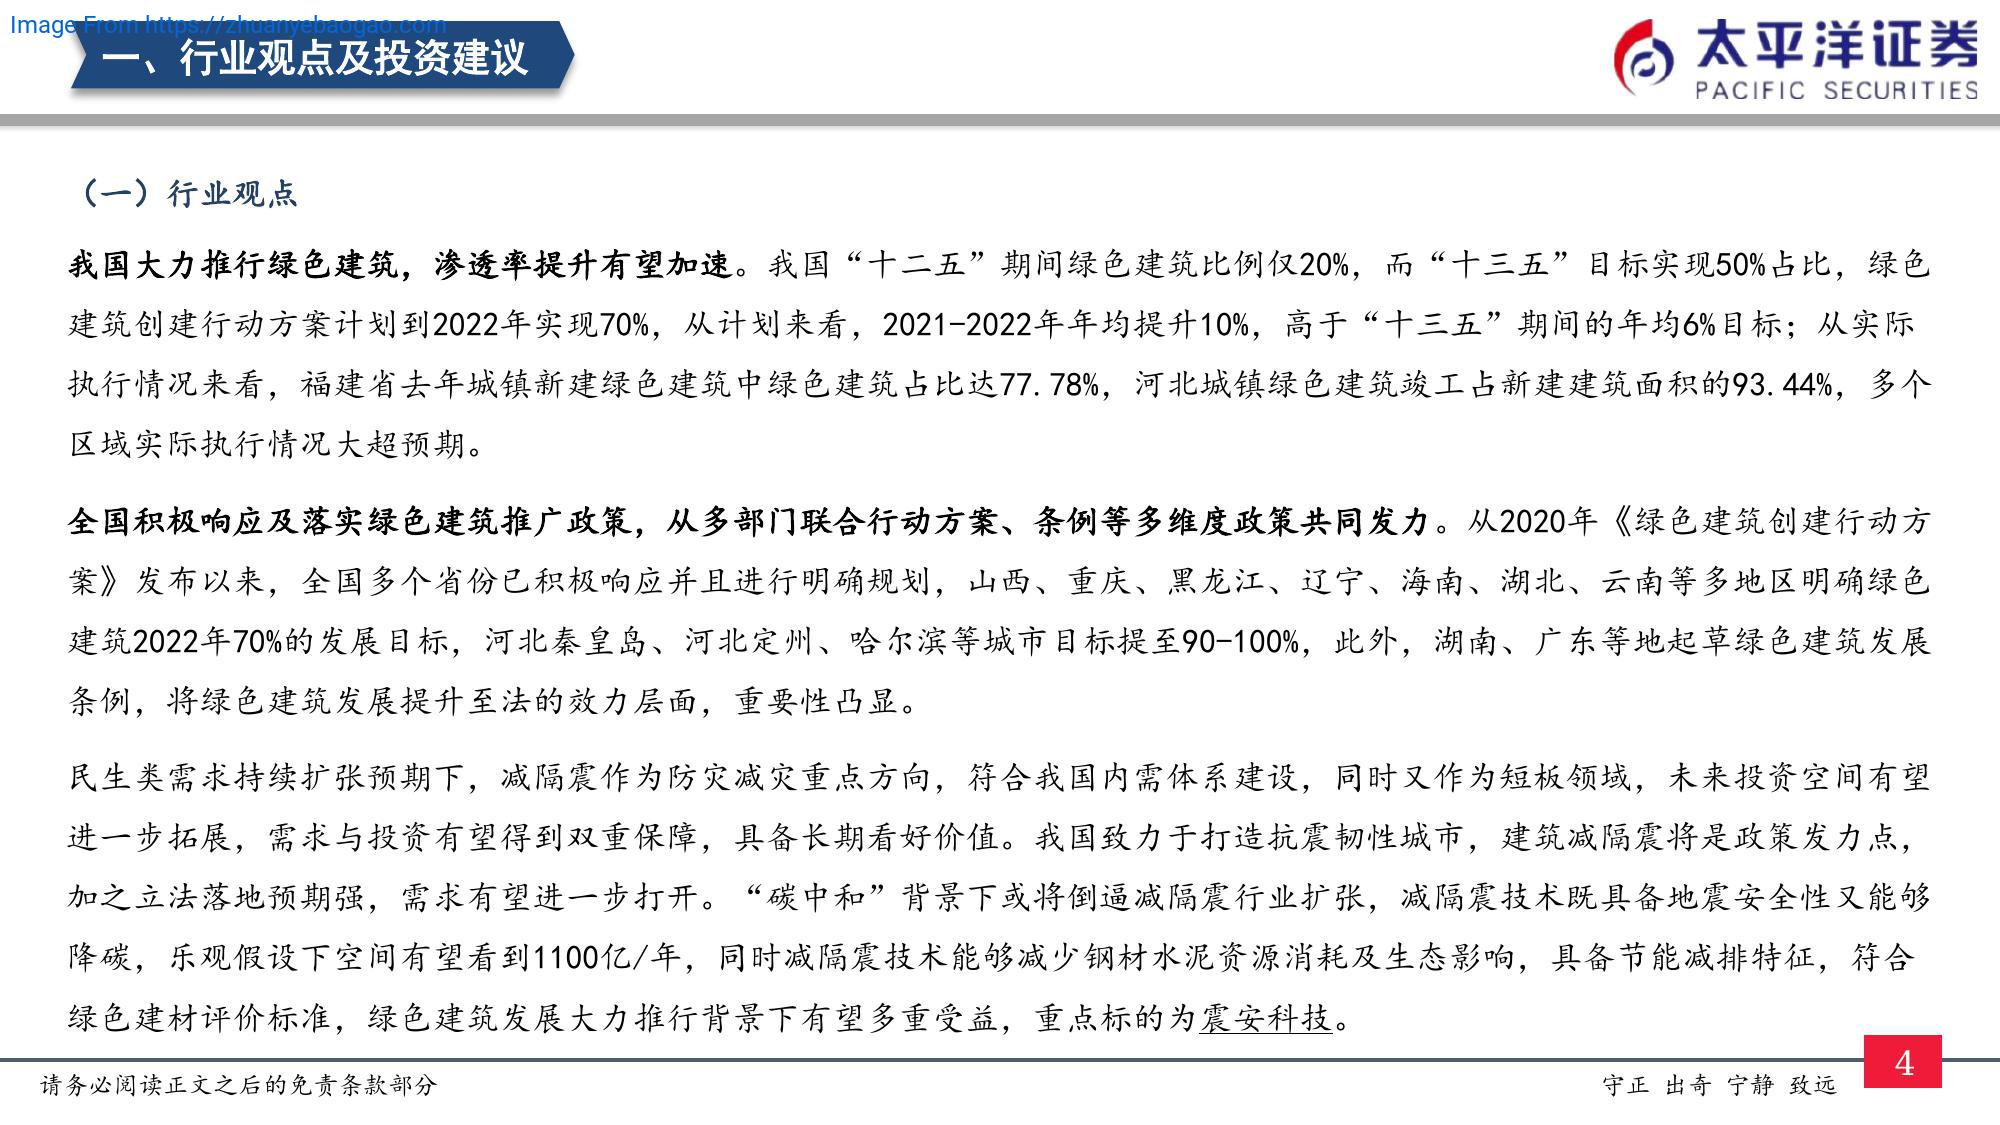 Image From https://zhuanyebaogao.com
一、行业观点及投资建议
太平洋证券
PACIFIC SECURITIES
（一）行业观点
我国大力推行绿色建筑，渗透率提升有望加速。我国“十二五”期间绿色建筑比例仅20%，而“十三五”目标实现50%占比，绿色
建筑创建行动方案计划到2022年实现70%，从计划来看，2021-2022年年均提升10%，高于“十三五”期间的年均6%目标；从实际
执行情况来看，福建省去年城镇新建绿色建筑中绿色建筑占比达77.78%，河北城镇绿色建筑竣工占新建建筑面积的93.44%，多个
区域实际执行情况大超预期。
全国积极响应及落实绿色建筑推广政策，从多部门联合行动方案、条例等多维度政策共同发力。从2020年《绿色建筑创建行动方
案》发布以来，全国多个省份已积极响应并且进行明确规划，山西、重庆、黑龙江、辽宁、海南、湖北、云南等多地区明确绿色
建筑2022年70%的发展目标，河北秦皇岛、河北定州、哈尔滨等城市目标提至90-100%，此外，湖南、广东等地起草绿色建筑发展
条例，将绿色建筑发展提升至法的效力层面，重要性凸显。
民生类需求持续扩张预期下，减隔震作为防灾减灾重点方向，符合我国内需体系建设，同时又作为短板领域，未来投资空间有望
进一步拓展，需求与投资有望得到双重保障，具备长期看好价值。我国致力于打造抗震韧性城市，建筑减隔震将是政策发力点，
加之立法落地预期强，需求有望进一步打开。“碳中和”背景下或将倒逼减隔震行业扩张，减隔震技术既具备地震安全性又能够
降碳，乐观假设下空间有望看到1100亿/年，同时减隔震技术能够减少钢材水泥资源消耗及生态影响，具备节能减排特征，符合
绿色建材评价标准，绿色建筑发展大力推行背景下有望多重受益，重点标的为震安科技。
请务必阅读正文之后的免责条款部分
守正 出奇 宁静 致远
4